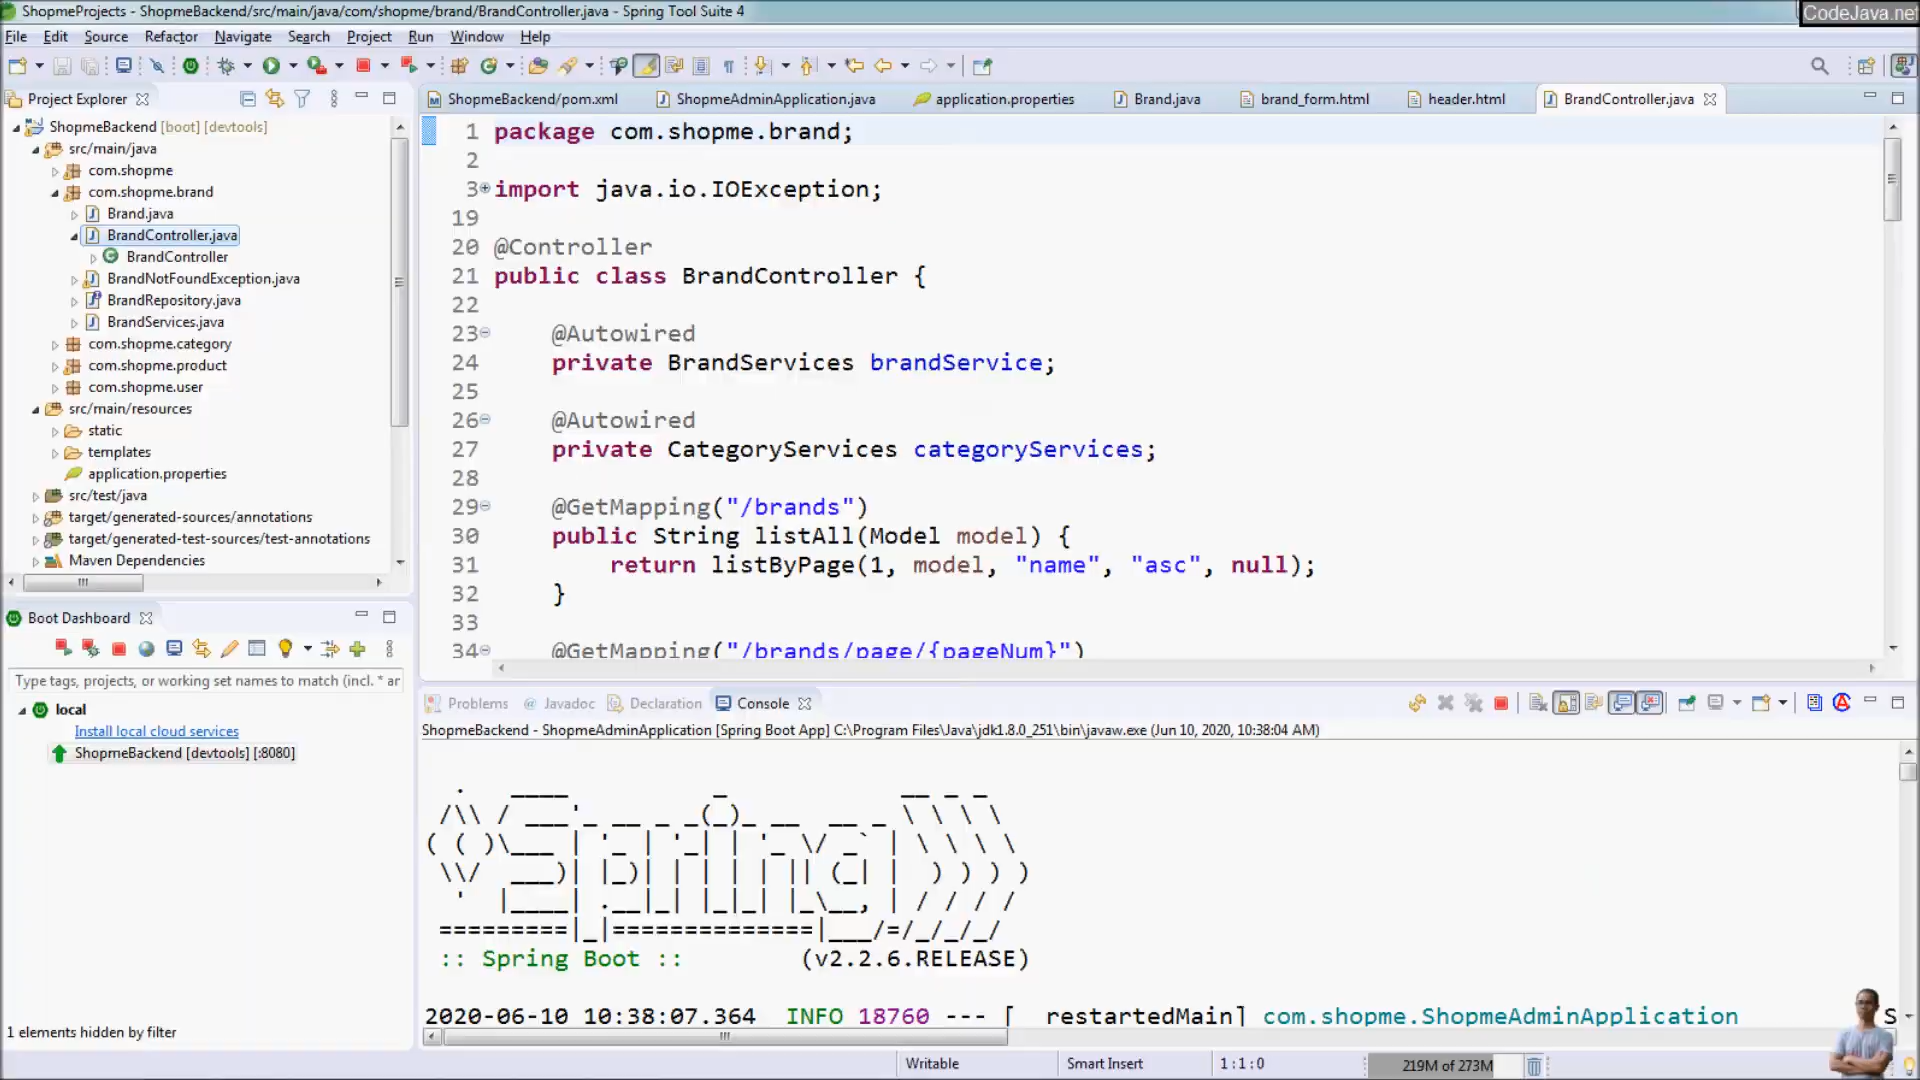 ShopmeProjects - ShopmeBackend/src/main/java/com/shopme/brand/BrandController.java - Spring Tool Suite 4
CodeJava.net
File Edit Source Refactor Navigate Search Project Run Window Help
Project Explorer
ShopmeBackend [boot] [devtools]
src/main/java
com.shopme
com.shopme.brand
Brand.java
BrandController.java
BrandController
BrandNotFoundException.java
BrandRepository.java
BrandServices.java
com.shopme.category
com.shopme.product
com.shopme.user
src/main/resources
static
templates
application.properties
src/test/java
target/generated-sources/annotations
target/generated-test-sources/test-annotations
Maven Dependencies
Boot Dashboard
Type tags, projects, or working set names to match (incl. * ar
local
Install local cloud services
ShopmeBackend [devtools] [:8080]
1 elements hidden by filter
ShopmeBackend/pom.xml ShopmeAdminApplication.java application.properties Brand.java brand_form.html header.html BrandController.java
1 package com.shopme.brand;
2
3 import java.io.IOException;
19
20 @Controller
21 public class BrandController {
22
23 @Autowired
24 private BrandServices brandService;
25
26 @Autowired
27 private CategoryServices categoryServices;
28
29 @GetMapping("/brands")
30 public String listAll(Model model) {
31 return listByPage(1, model, "name", "asc", null);
32 }
33
34 @GetMapping("/brands/page/{pageNum}")
Problems Javadoc Declaration Console
ShopmeBackend - ShopmeAdminApplication [Spring Boot App] C:\Program Files\Java\jdk1.8.0_251\bin\javaw.exe (Jun 10, 2020, 10:38:04 AM)
Spring
:: Spring Boot :: (v2.2.6.RELEASE)
2020-06-10 10:38:07.364 INFO 18760 --- [ restartedMain] com.shopme.ShopmeAdminApplication S
Writable Smart Insert 1:1:0 219M of 273M